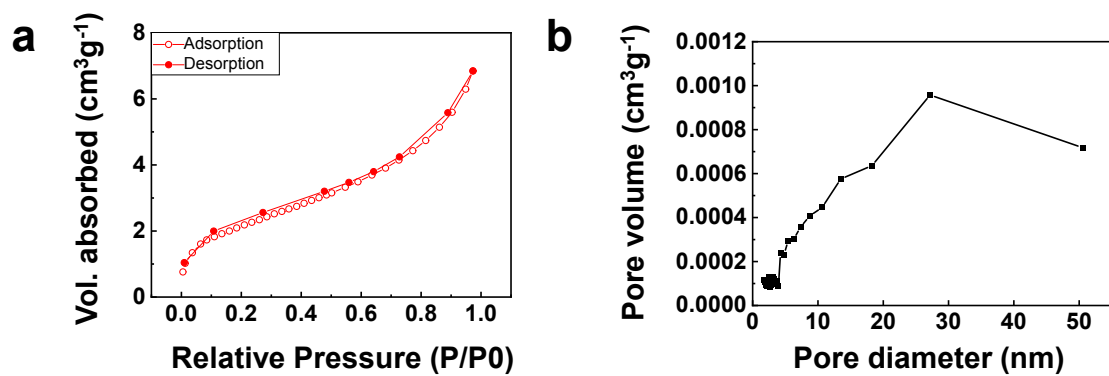 a
Vol. absorbed (cm³g⁻¹)
8
6
4
2
0
Adsorption
Desorption
0.0 0.2 0.4 0.6 0.8 1.0
Relative Pressure (P/P0)
b
Pore volume (cm³g⁻¹)
0.0012
0.0010
0.0008
0.0006
0.0004
0.0002
0.0000
0 10 20 30 40 50
Pore diameter (nm)